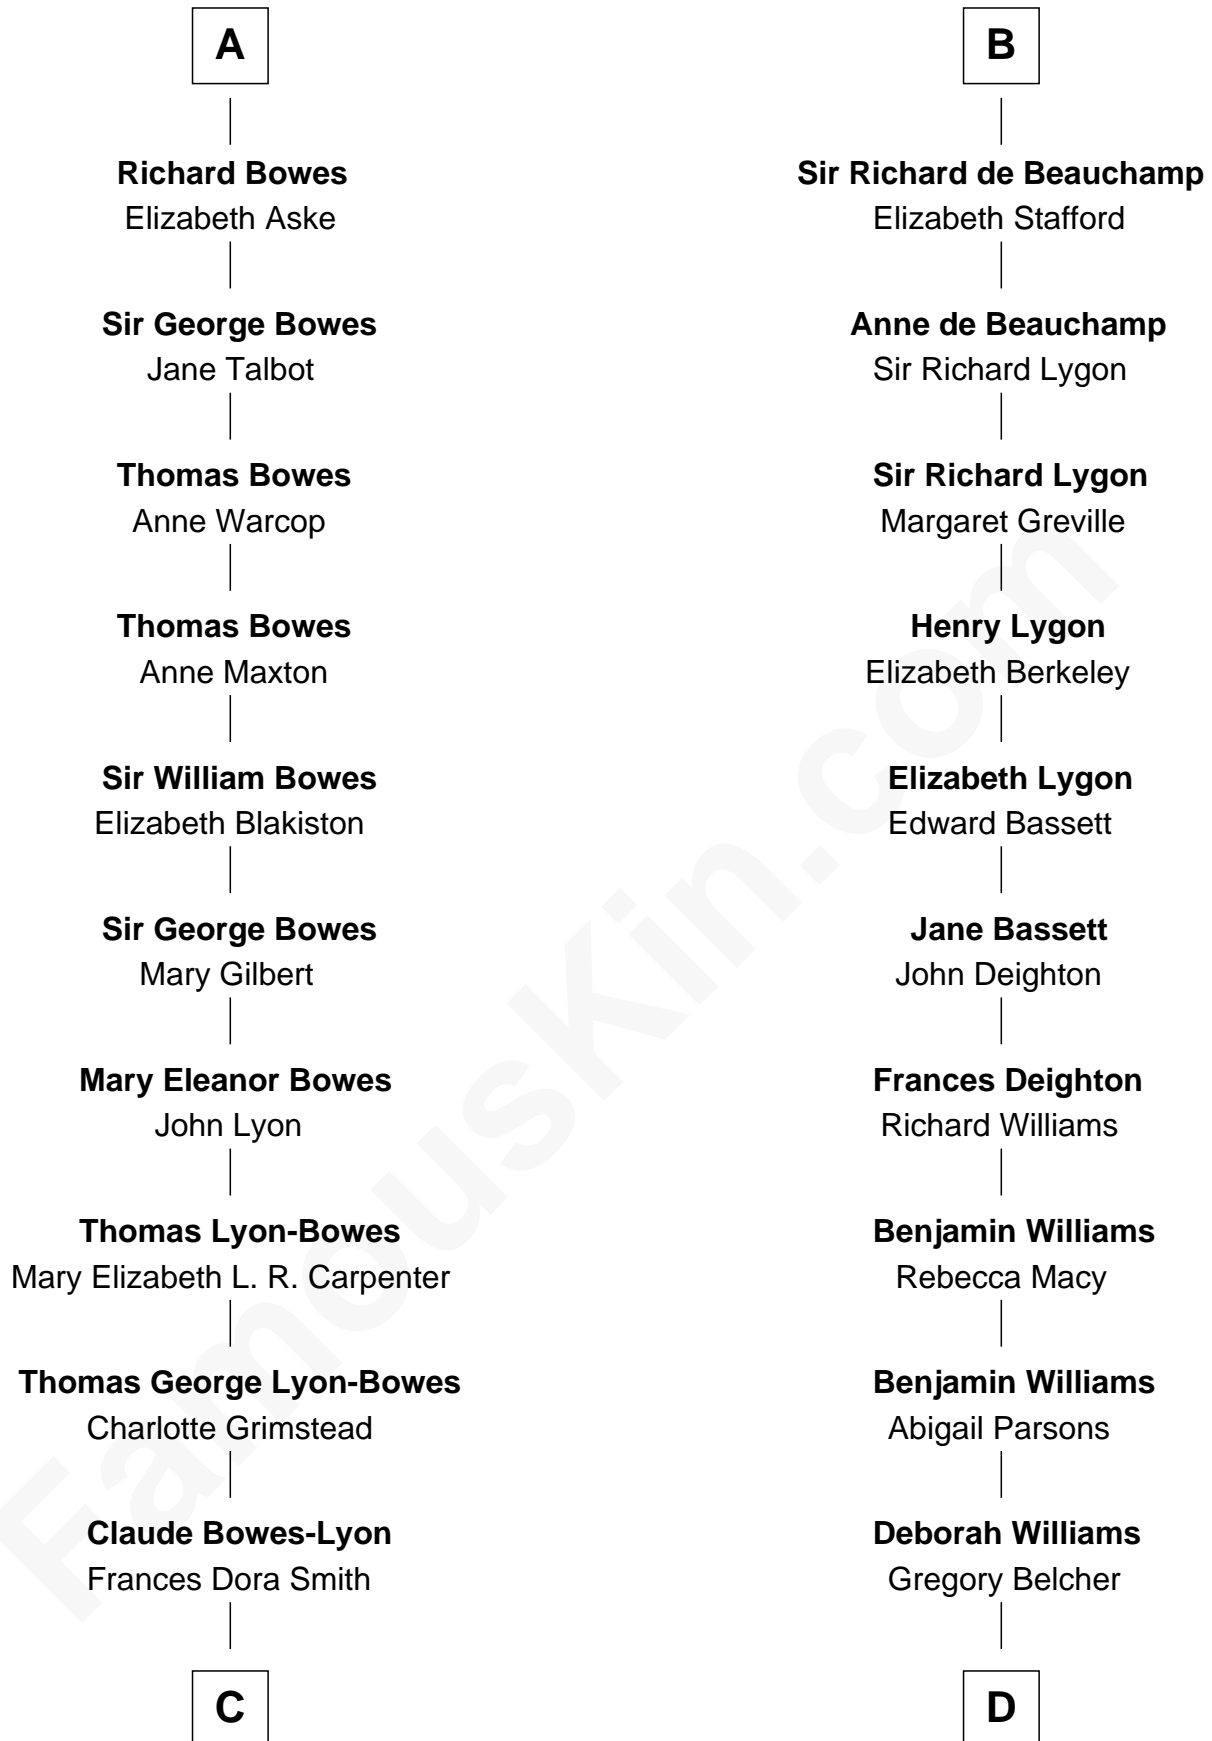 A
Richard Bowes
Elizabeth Aske
Sir George Bowes
Jane Talbot
Thomas Bowes
Anne Warcop
Thomas Bowes
Anne Maxton
Sir William Bowes
Elizabeth Blakiston
Sir George Bowes
Mary Gilbert
Mary Eleanor Bowes
John Lyon
Thomas Lyon-Bowes
Mary Elizabeth L. R. Carpenter
Thomas George Lyon-Bowes
Charlotte Grimstead
Claude Bowes-Lyon
Frances Dora Smith
C
B
Sir Richard de Beauchamp
Elizabeth Stafford
Anne de Beauchamp
Sir Richard Lygon
Sir Richard Lygon
Margaret Greville
Henry Lygon
Elizabeth Berkeley
Elizabeth Lygon
Edward Bassett
Jane Bassett
John Deighton
Frances Deighton
Richard Williams
Benjamin Williams
Rebecca Macy
Benjamin Williams
Abigail Parsons
Deborah Williams
Gregory Belcher
D
FamousKin.com